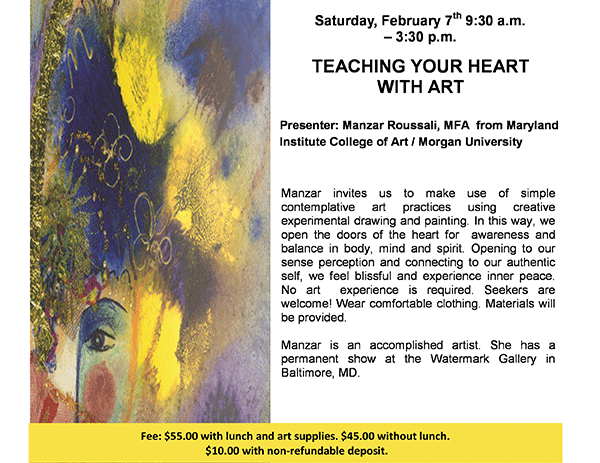 Saturday, February 7th 9:30 a.m.
– 3:30 p.m.
TEACHING YOUR HEART
WITH ART
Presenter: Manzar Roussali, MFA from Maryland
Institute College of Art / Morgan University
Manzar invites us to make use of simple
contemplative art practices using creative
experimental drawing and painting. In this way, we
open the doors of the heart for awareness and
balance in body, mind and spirit. Opening to our
sense perception and connecting to our authentic
self, we feel blissful and experience inner peace.
No art experience is required. Seekers are
welcome! Wear comfortable clothing. Materials will
be provided.
Manzar is an accomplished artist. She has a
permanent show at the Watermark Gallery in
Baltimore, MD.
Fee: $55.00 with lunch and art supplies. $45.00 without lunch.
$10.00 with non-refundable deposit.